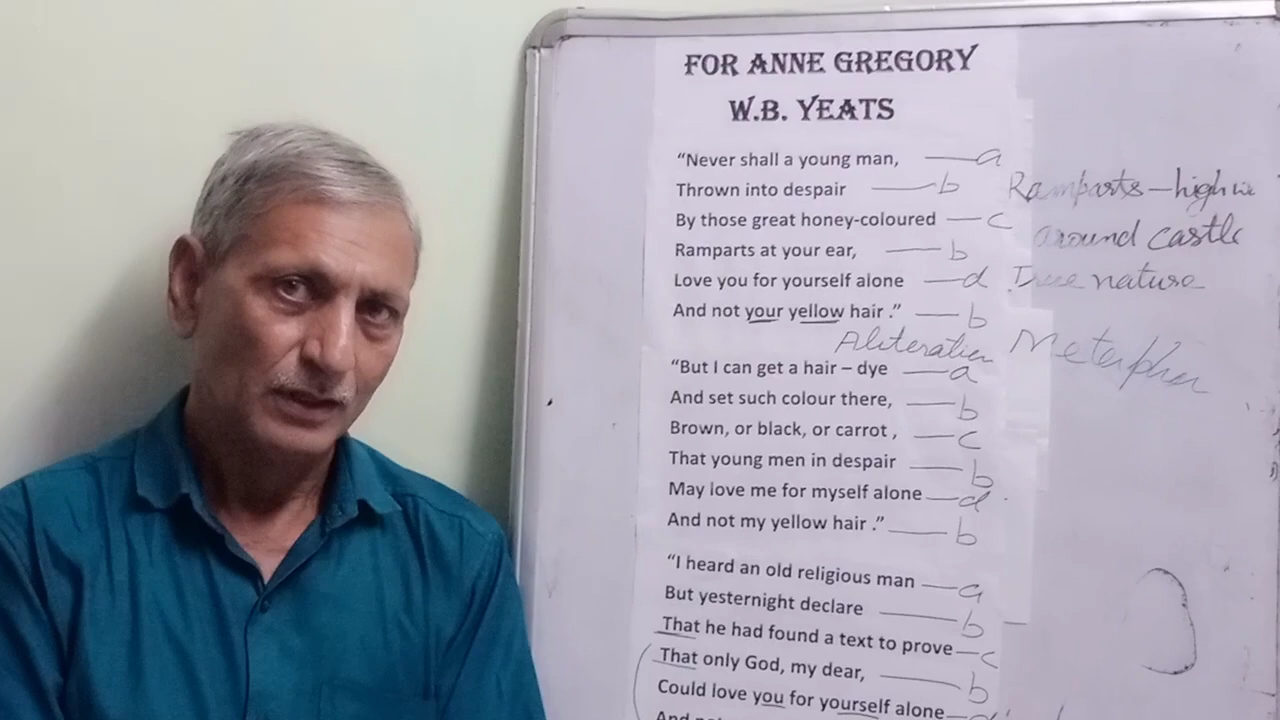 FOR ANNE GREGORY
W.B. YEATS
“Never shall a young man, a
Thrown into despair b
By those great honey-coloured c
Ramparts at your ear, b
Love you for yourself alone d
And not your yellow hair .” b
Ramparts – high
around castle
nature
Aliteration
Metaphor
“But I can get a hair – dye a
And set such colour there, b
Brown, or black, or carrot , c
That young men in despair b
May love me for myself alone d
And not my yellow hair .” b
“I heard an old religious man a
But yesternight declare b
That he had found a text to prove c
That only God, my dear, b
Could love you for yourself alone